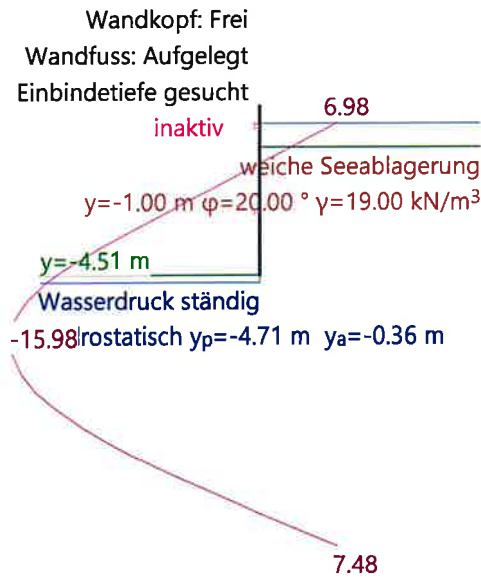 Wandkopf: Frei
Wandfuss: Aufgelegt
Einbindetiefe gesucht
6.98
inaktiv
weiche Seeablagerung
y=-1.00 m φ=20.00 ° γ=19.00 kN/m³
y=-4.51 m
Wasserdruck ständig
-15.98 rostatisch yp=-4.71 m ya=-0.36 m
7.48